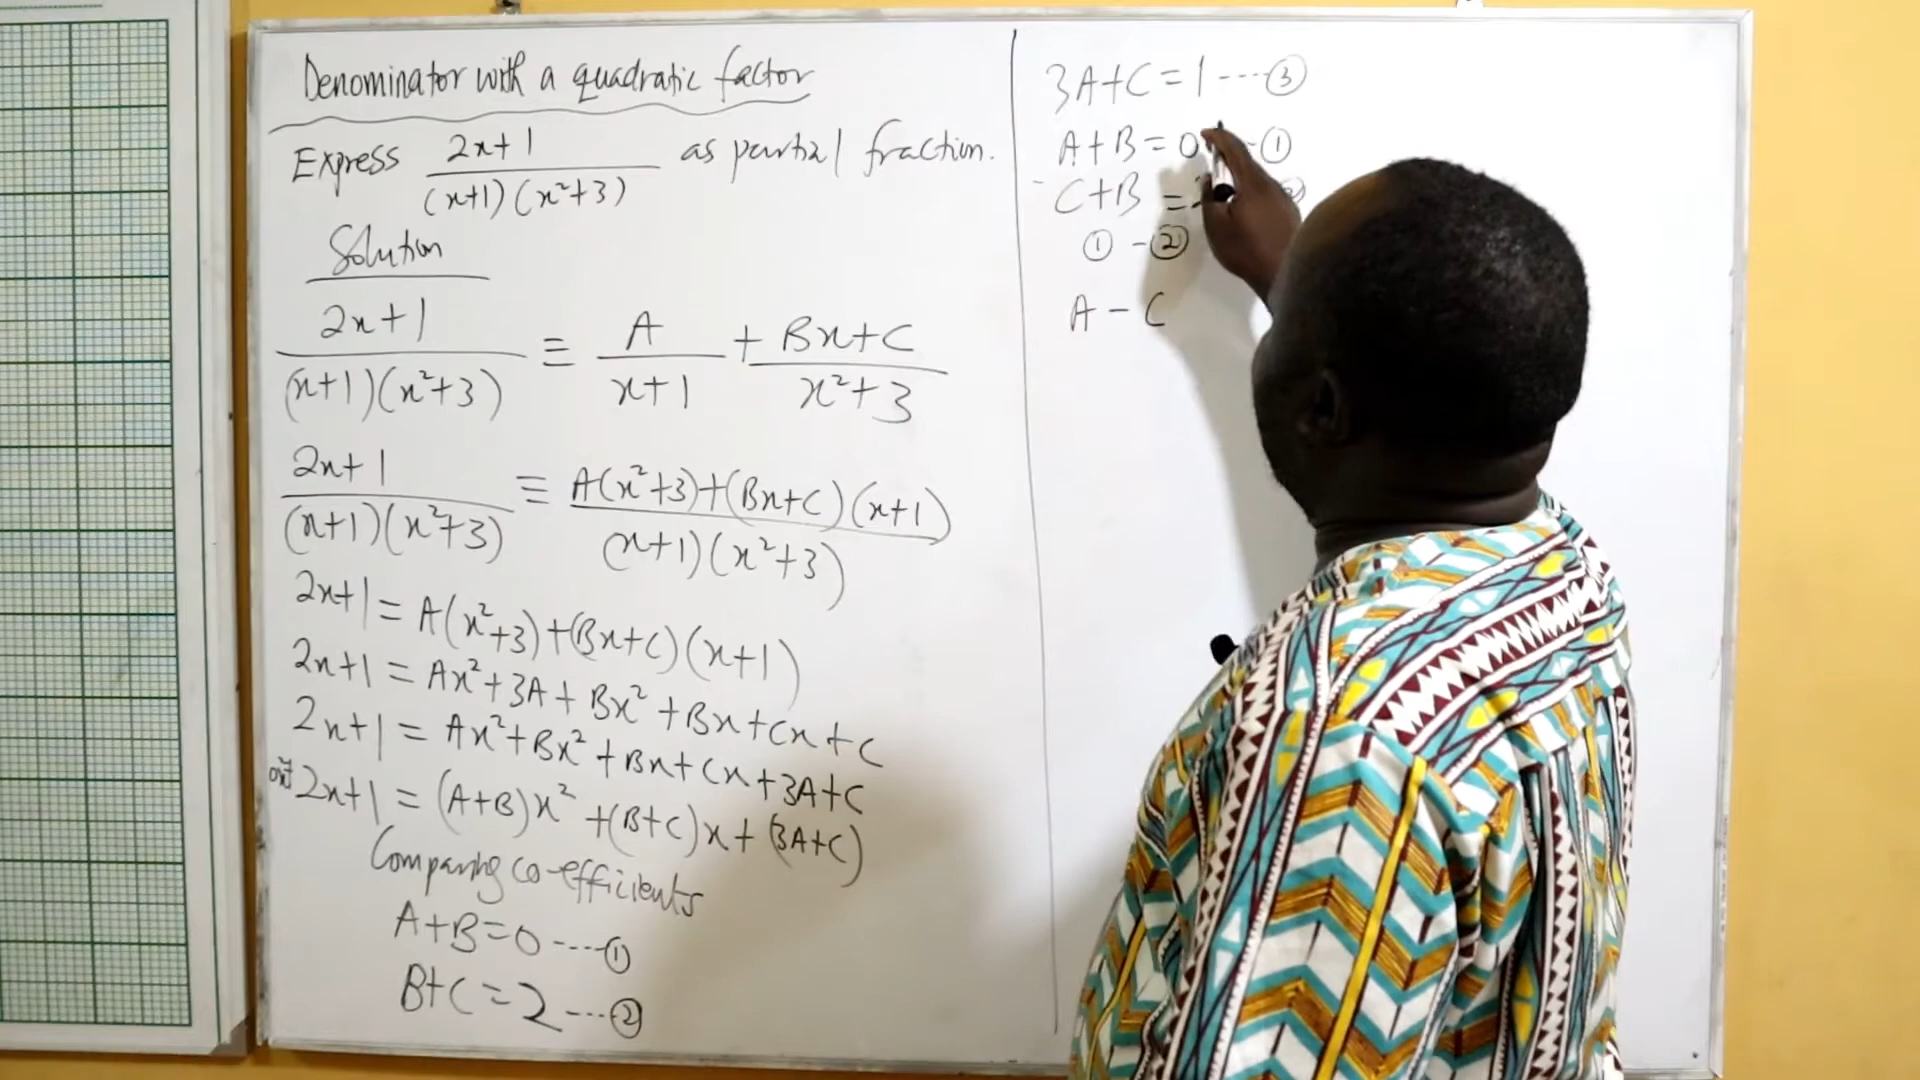 Denominator with a quadratic factor
Express 2x+1 / (x+1)(x²+3) as partial fraction.
Solution
2x+1 / (x+1)(x²+3) ≡ A / x+1 + Bx+C / x²+3
2x+1 / (x+1)(x²+3) ≡ A(x²+3)+(Bx+C)(x+1) / (x+1)(x²+3)
2x+1 = A(x²+3)+(Bx+C)(x+1)
2x+1 = Ax²+3A+Bx²+Bx+Cx+C
2x+1 = Ax²+Bx²+Bx+Cx+3A+C
2x+1 = (A+B)x²+(B+C)x+(3A+C)
Comparing co-efficients
A+B=0 ---- ①
B+C=2 ---- ②
3A+C=1 ---- ③
A+B=0 - ①
C+B =
① - ②
A - C